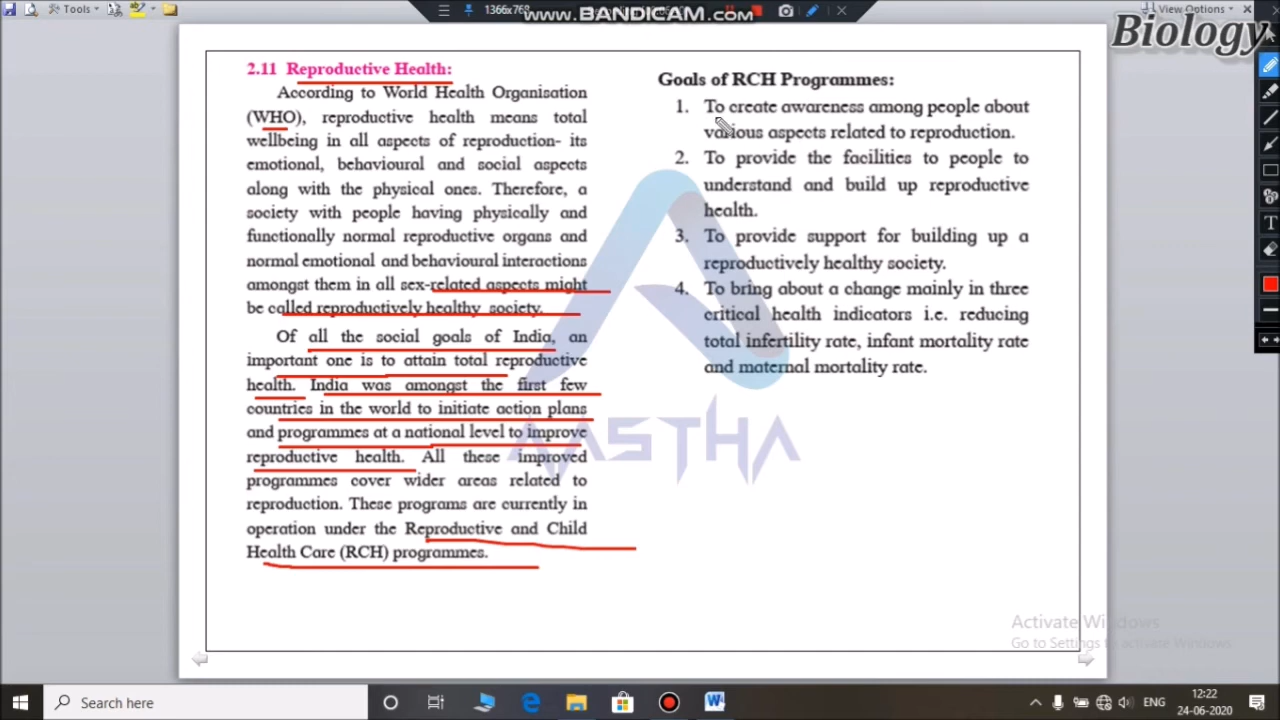 Tools
1366x768
www.BANDICAM.com
View Options
Biology
2.11 Reproductive Health:
According to World Health Organisation
(WHO), reproductive health means total
wellbeing in all aspects of reproduction- its
emotional, behavioural and social aspects
along with the physical ones. Therefore, a
society with people having physically and
functionally normal reproductive organs and
normal emotional and behavioural interactions
amongst them in all sex-related aspects might
be called reproductively healthy society.
Of all the social goals of India, an
important one is to attain total reproductive
health. India was amongst the first few
countries in the world to initiate action plans
and programmes at a national level to improve
reproductive health. All these improved
programmes cover wider areas related to
reproduction. These programs are currently in
operation under the Reproductive and Child
Health Care (RCH) programmes.
Goals of RCH Programmes:
1. To create awareness among people about
various aspects related to reproduction.
2. To provide the facilities to people to
understand and build up reproductive
health.
3. To provide support for building up a
reproductively healthy society.
4. To bring about a change mainly in three
critical health indicators i.e. reducing
total infertility rate, infant mortality rate
and maternal mortality rate.
AASTHA
Activate Windows
Go to Settings to activate Windows.
Search here
ENG
12:22
24-06-2020